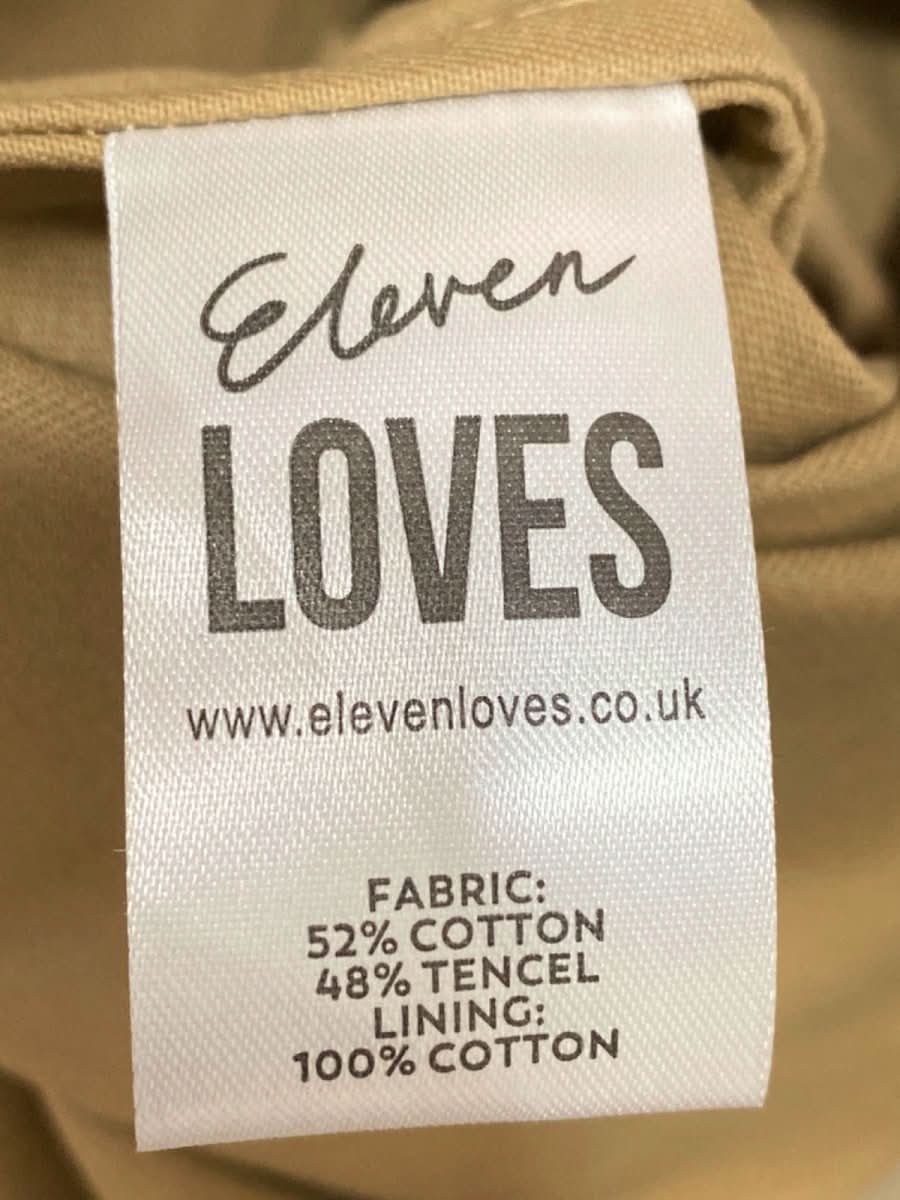 Eleven
LOVES
www.elevenloves.co.uk
FABRIC:
52% COTTON
48% TENCEL
LINING:
100% COTTON